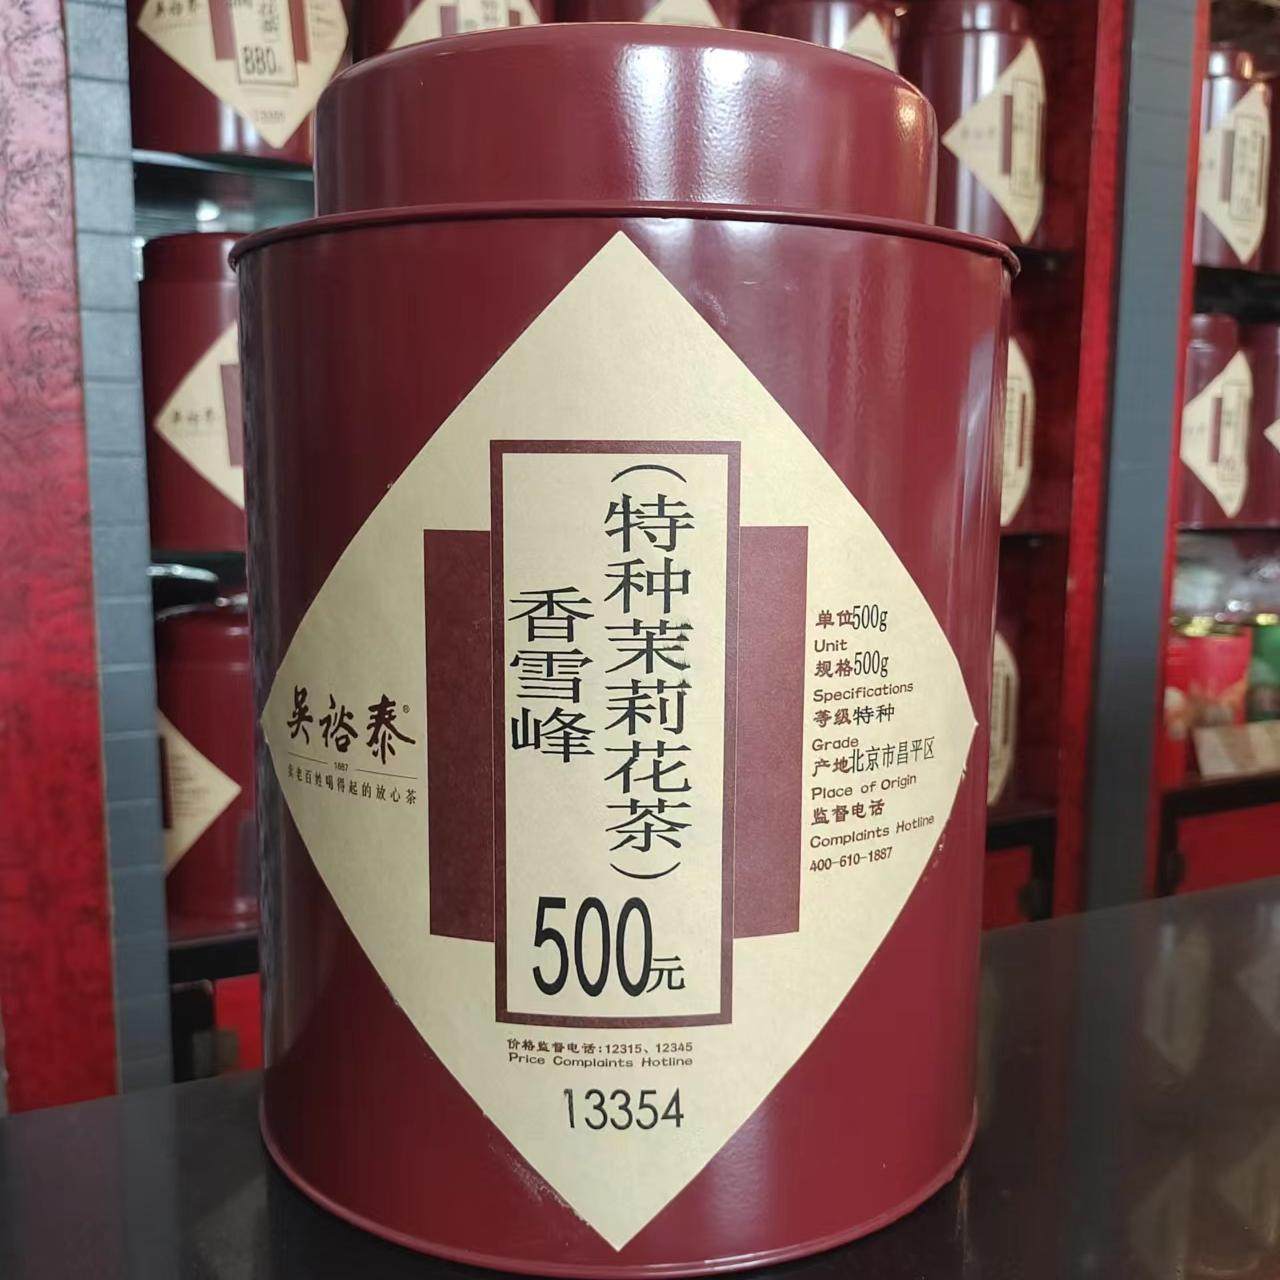 （特种茉莉花茶）
香雪峰
500元
吴裕泰®
1887
卖老百姓喝得起的放心茶
单位500g
Unit
规格500g
Specifications
等级特种
Grade
产地北京市昌平区
Place of Origin
监督电话
Complaints Hotline
400-610-1887
价格监督电话:12315、12345
Price Complaints Hotline
13354
880